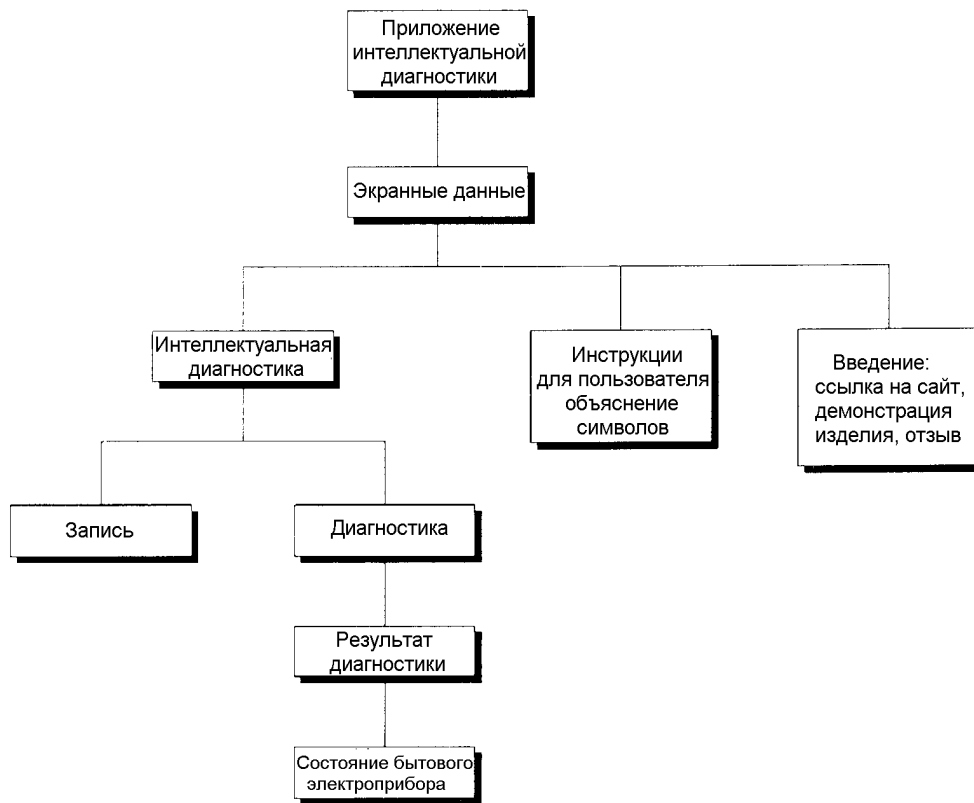 Приложение
интеллектуальной
диагностики
Экранные данные
Интеллектуальная
диагностика
Инструкции
для пользователя
объяснение
символов
Введение:
ссылка на сайт,
демонстрация
изделия, отзыв
Запись
Диагностика
Результат
диагностики
Состояние бытового
электроприбора